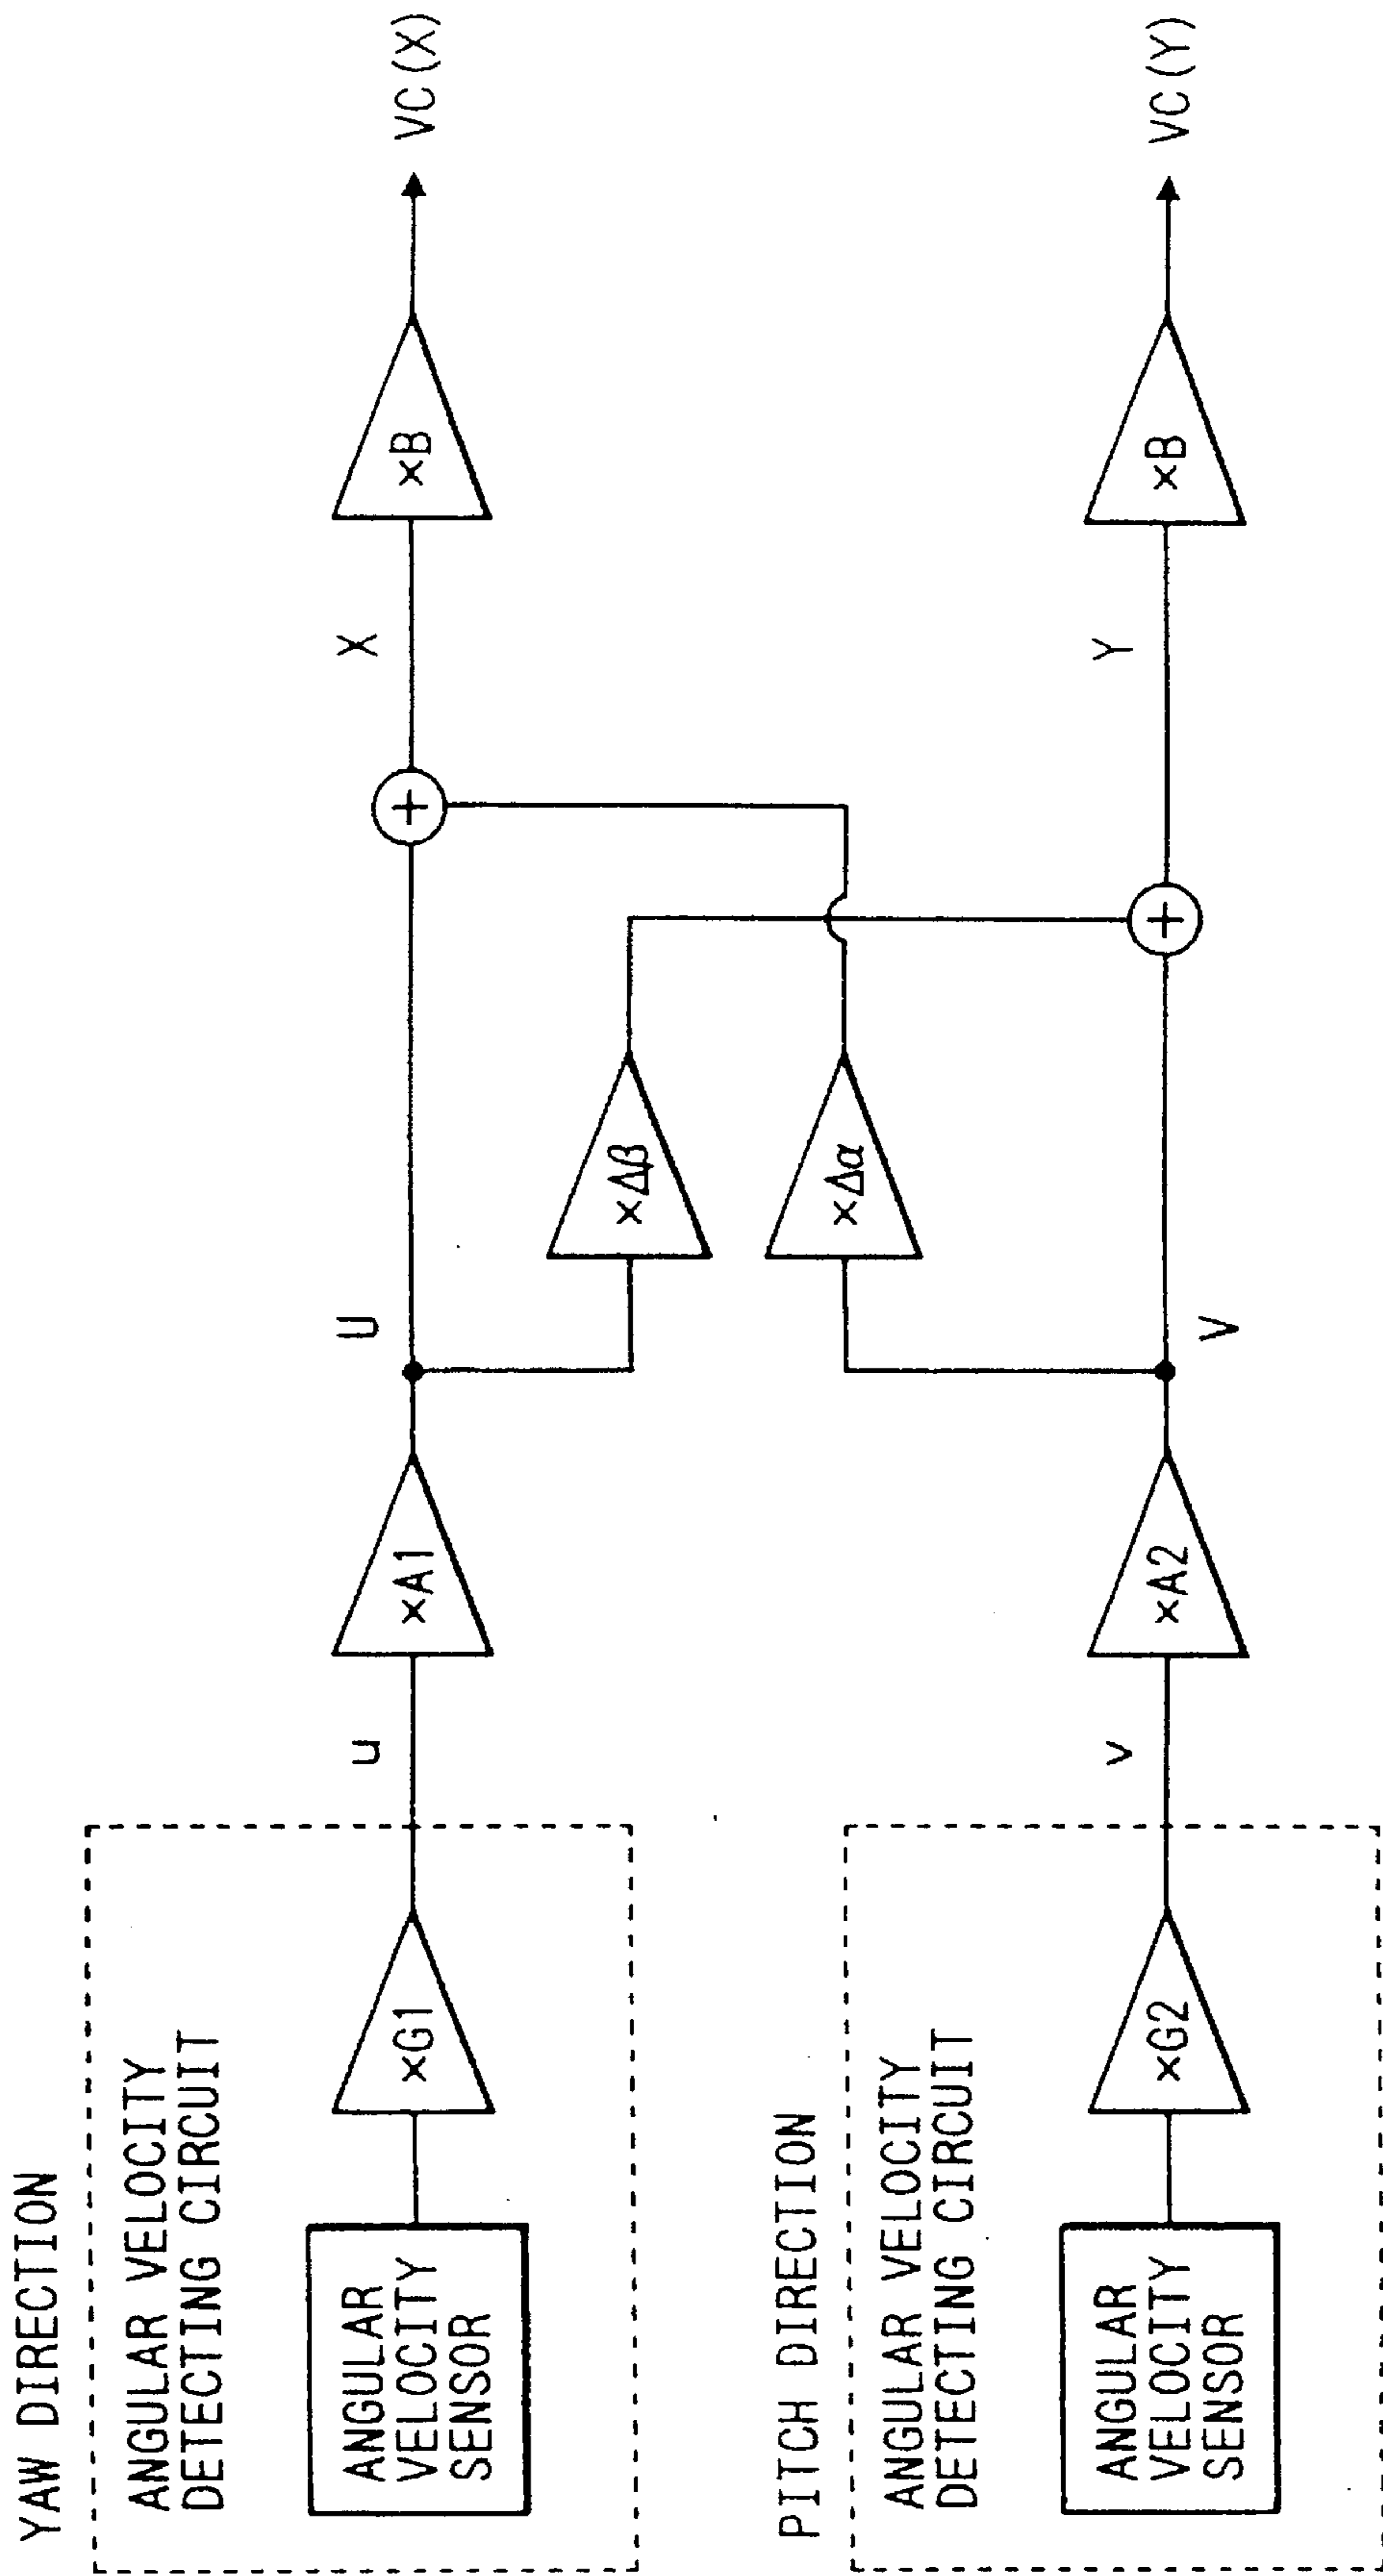 YAW DIRECTION
ANGULAR VELOCITY
DETECTING CIRCUIT
ANGULAR
VELOCITY
SENSOR
×G1
u
×A1
U
×Δβ
×Δα
X
×B
VC(X)
PITCH DIRECTION
ANGULAR VELOCITY
DETECTING CIRCUIT
ANGULAR
VELOCITY
SENSOR
×G2
v
×A2
V
+
+
Y
×B
VC(Y)